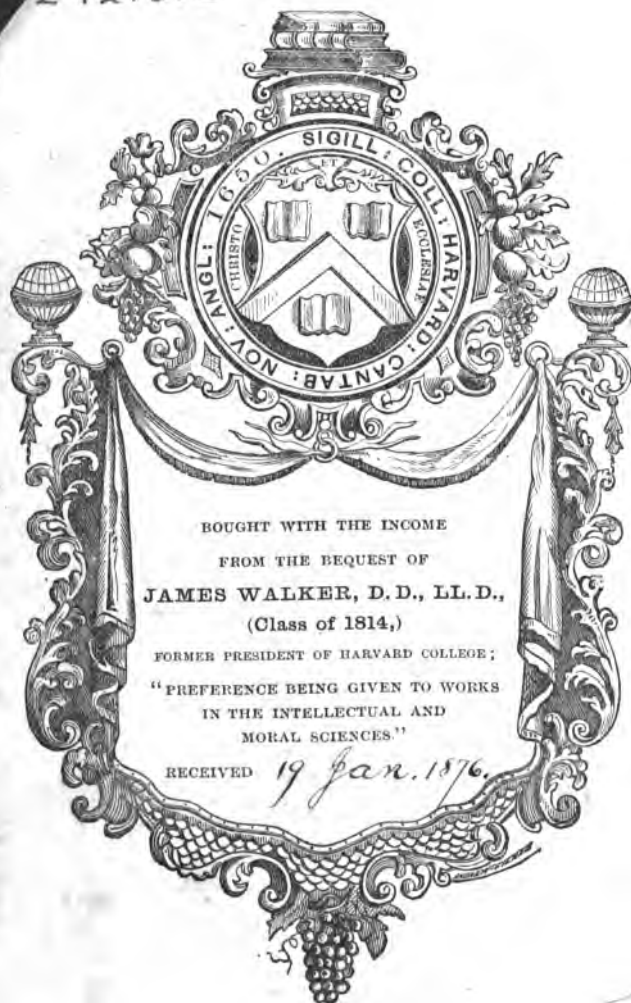 SIGILL: COLL: HARVARD: CANTAB: NOV: ANGL: 1650.
CHRISTO ET ECCLESIAE
BOUGHT WITH THE INCOME
FROM THE BEQUEST OF
JAMES WALKER, D.D., LL.D.,
(Class of 1814,)
FORMER PRESIDENT OF HARVARD COLLEGE;
"PREFERENCE BEING GIVEN TO WORKS
IN THE INTELLECTUAL AND
MORAL SCIENCES."
RECEIVED 19 Jan. 1876.